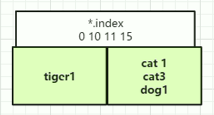 *.index
0 10 11 15
tiger1
cat 1
cat3
dog1